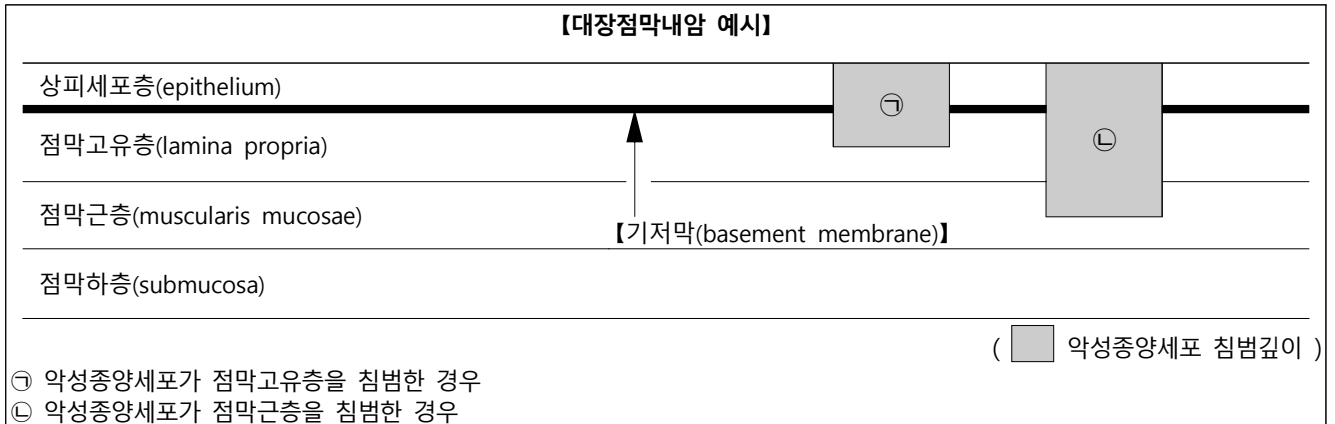 【대장점막내암 예시】
상피세포층(epithelium)
㉠
점막고유층(lamina propria)
㉡
점막근층(muscularis mucosae)
【기저막(basement membrane)】
점막하층(submucosa)
( 악성종양세포 침범깊이 )
㉠ 악성종양세포가 점막고유층을 침범한 경우
㉡ 악성종양세포가 점막근층을 침범한 경우